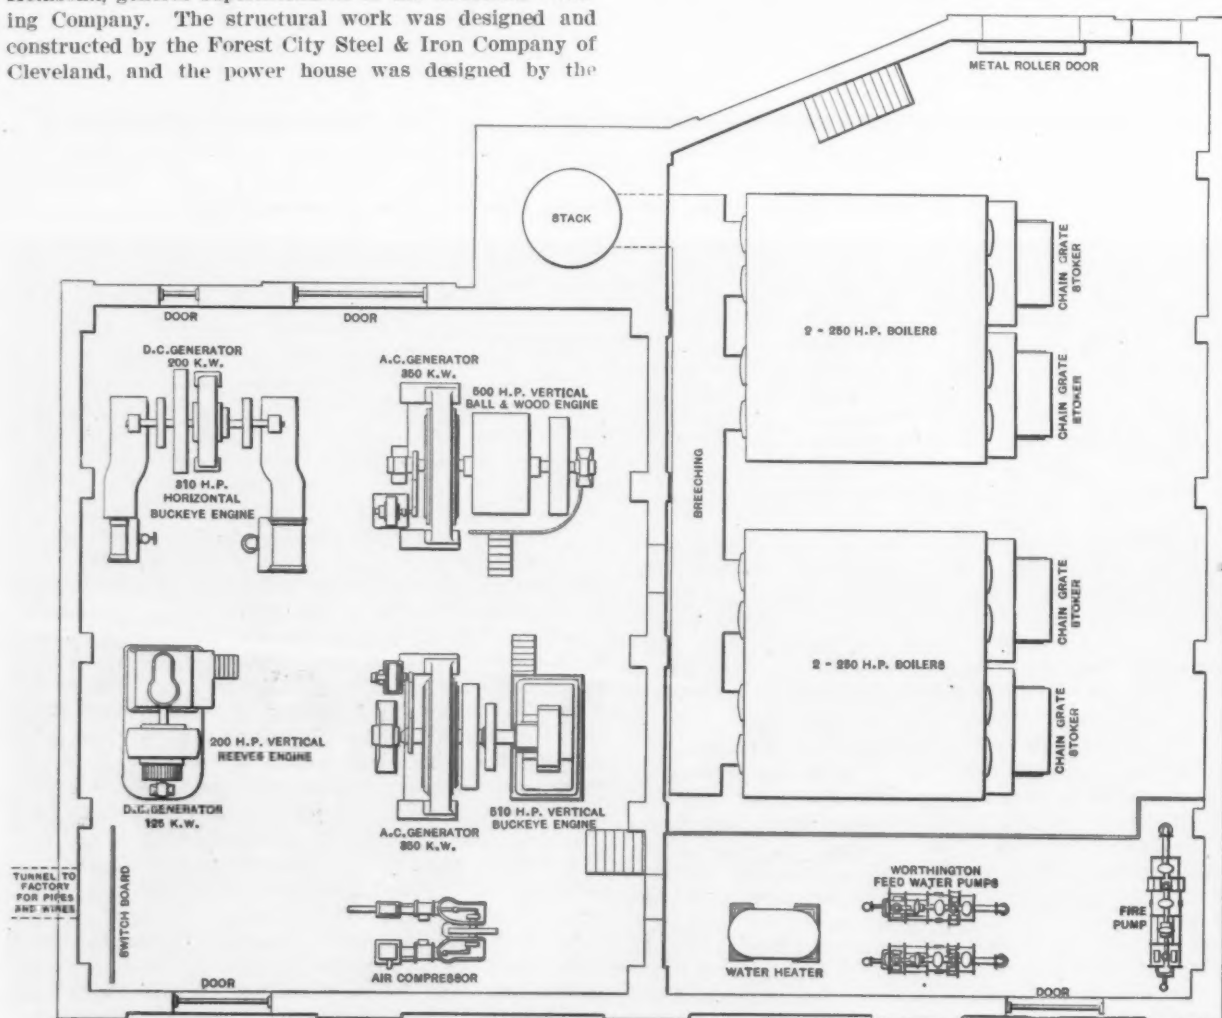 ing Company. The structural work was designed and
constructed by the Forest City Steel & Iron Company of
Cleveland, and the power house was designed by the
METAL ROLLER DOOR
STACK
CHAIN GRATE
STOKER
2 - 250 H.P. BOILERS
CHAIN GRATE
STOKER
BREECHING
CHAIN GRATE
STOKER
2 - 250 H.P. BOILERS
CHAIN GRATE
STOKER
DOOR
DOOR
D.C. GENERATOR
200 K.W.
310 H.P.
HORIZONTAL
BUCKEYE ENGINE
A.C. GENERATOR
350 K.W.
500 H.P. VERTICAL
BALL & WOOD ENGINE
200 H.P. VERTICAL
REEVES ENGINE
D.C. GENERATOR
125 K.W.
A.C. GENERATOR
350 K.W.
510 H.P. VERTICAL
BUCKEYE ENGINE
TUNNEL TO
FACTORY
FOR PIPES
AND WIRES
SWITCH BOARD
AIR COMPRESSOR
DOOR
WATER HEATER
WORTHINGTON
FEED WATER PUMPS
FIRE
PUMP
DOOR